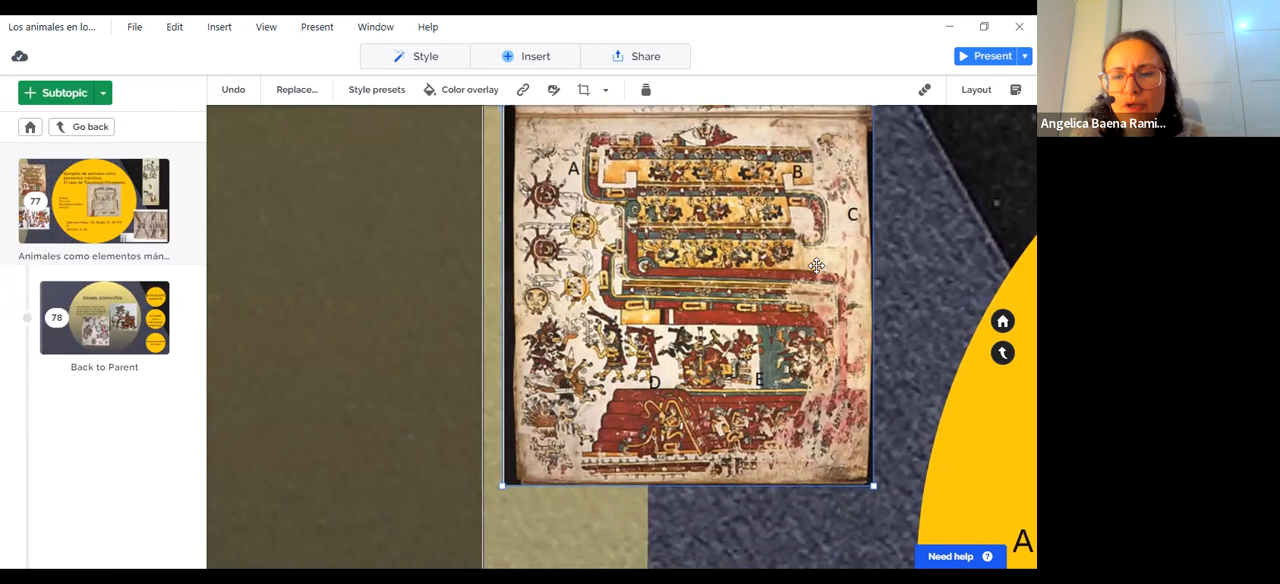 Los animales en lo...
File
Edit
Insert
View
Present
Window
Help
Style
Insert
Share
Present
Subtopic
Undo
Replace...
Style presets
Color overlay
Layout
Go back
77
Animales como elementos mán...
78
Dioses zoomorfos
Back to Parent
A
B
C
D
E
A
Need help ?
Angelica Baena Rami...